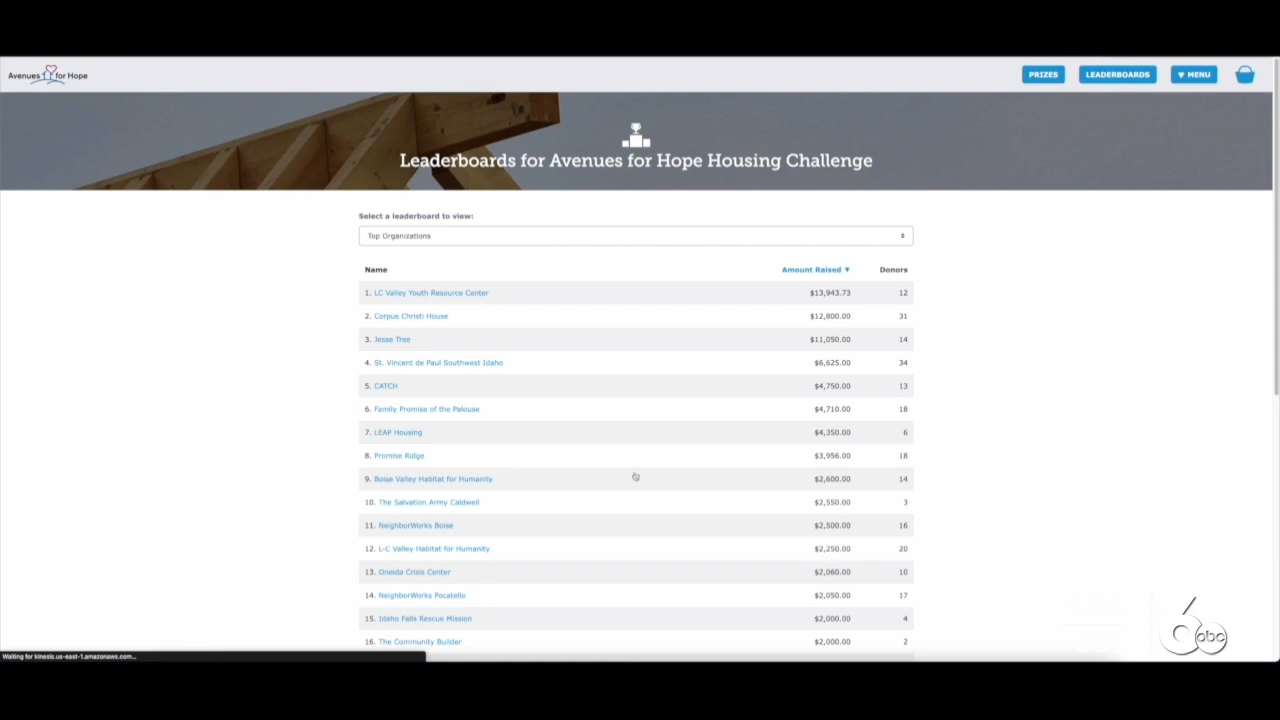 Avenues for Hope
PRIZES
LEADERBOARDS
▼ MENU
Leaderboards for Avenues for Hope Housing Challenge
Select a leaderboard to view:
Top Organizations
Name Amount Raised ▼ Donors
1. LC Valley Youth Resource Center $13,943.73 12
2. Corpus Christi House $12,800.00 31
3. Jesse Tree $11,050.00 14
4. St. Vincent de Paul Southwest Idaho $6,625.00 34
5. CATCH $4,750.00 13
6. Family Promise of the Palouse $4,710.00 18
7. LEAP Housing $4,350.00 6
8. Promise Ridge $3,956.00 18
9. Boise Valley Habitat for Humanity $2,600.00 14
10. The Salvation Army Caldwell $2,550.00 3
11. NeighborWorks Boise $2,500.00 16
12. L-C Valley Habitat for Humanity $2,250.00 20
13. Oneida Crisis Center $2,060.00 10
14. NeighborWorks Pocatello $2,050.00 17
15. Idaho Falls Rescue Mission $2,000.00 4
16. The Community Builder $2,000.00 2
6 abc
Waiting for kinesis.us-east-1.amazonaws.com...